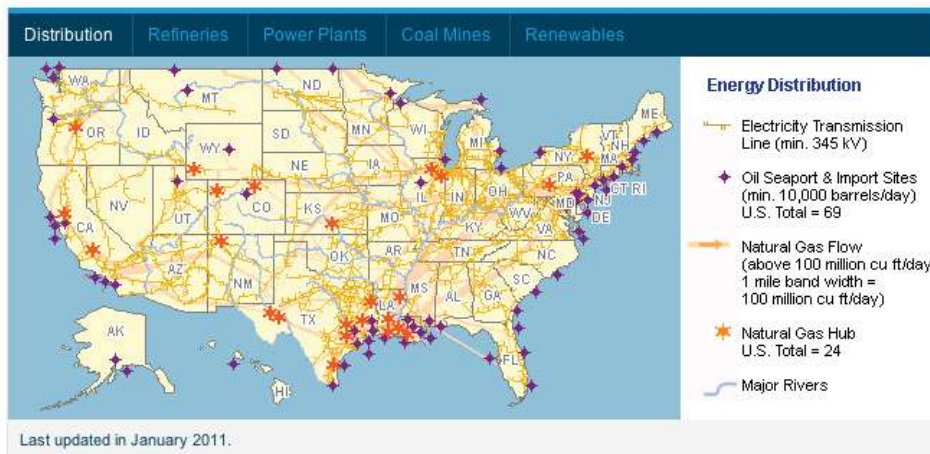 Distribution Refineries Power Plants Coal Mines Renewables
WA
MT
ND
MN
WI
MI
ME
VT
NH
OR
ID
SD
WY
NY
MA
CT RI
NE
IA
PA
NJ
NV
UT
CO
IL
IN
OH
MD
DE
CA
KS
MO
WV
VA
KY
AZ
NM
OK
AR
TN
NC
SC
TX
LA
MS
AL
GA
FL
AK
HI
Energy Distribution
Electricity Transmission
Line (min. 345 kV)
Oil Seaport & Import Sites
(min. 10,000 barrels/day)
U.S. Total = 69
Natural Gas Flow
(above 100 million cu ft/day
1 mile band width =
100 million cu ft/day)
Natural Gas Hub
U.S. Total = 24
Major Rivers
Last updated in January 2011.